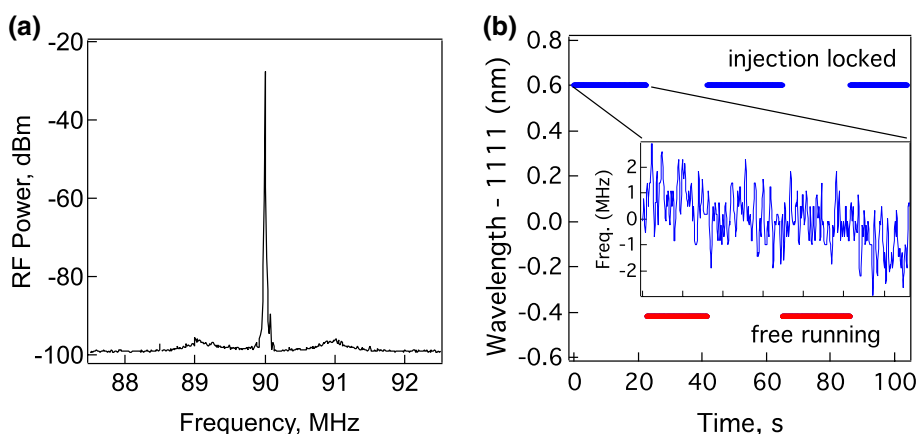 (a)
-20
-40
-60
-80
-100
RF Power, dBm
88 89 90 91 92
Frequency, MHz
(b)
0.8
0.6
0.4
0.2
0.0
-0.2
-0.4
-0.6
Wavelength - 1111 (nm)
injection locked
2
1
0
-1
-2
Freq. (MHz)
free running
0 20 40 60 80 100
Time, s